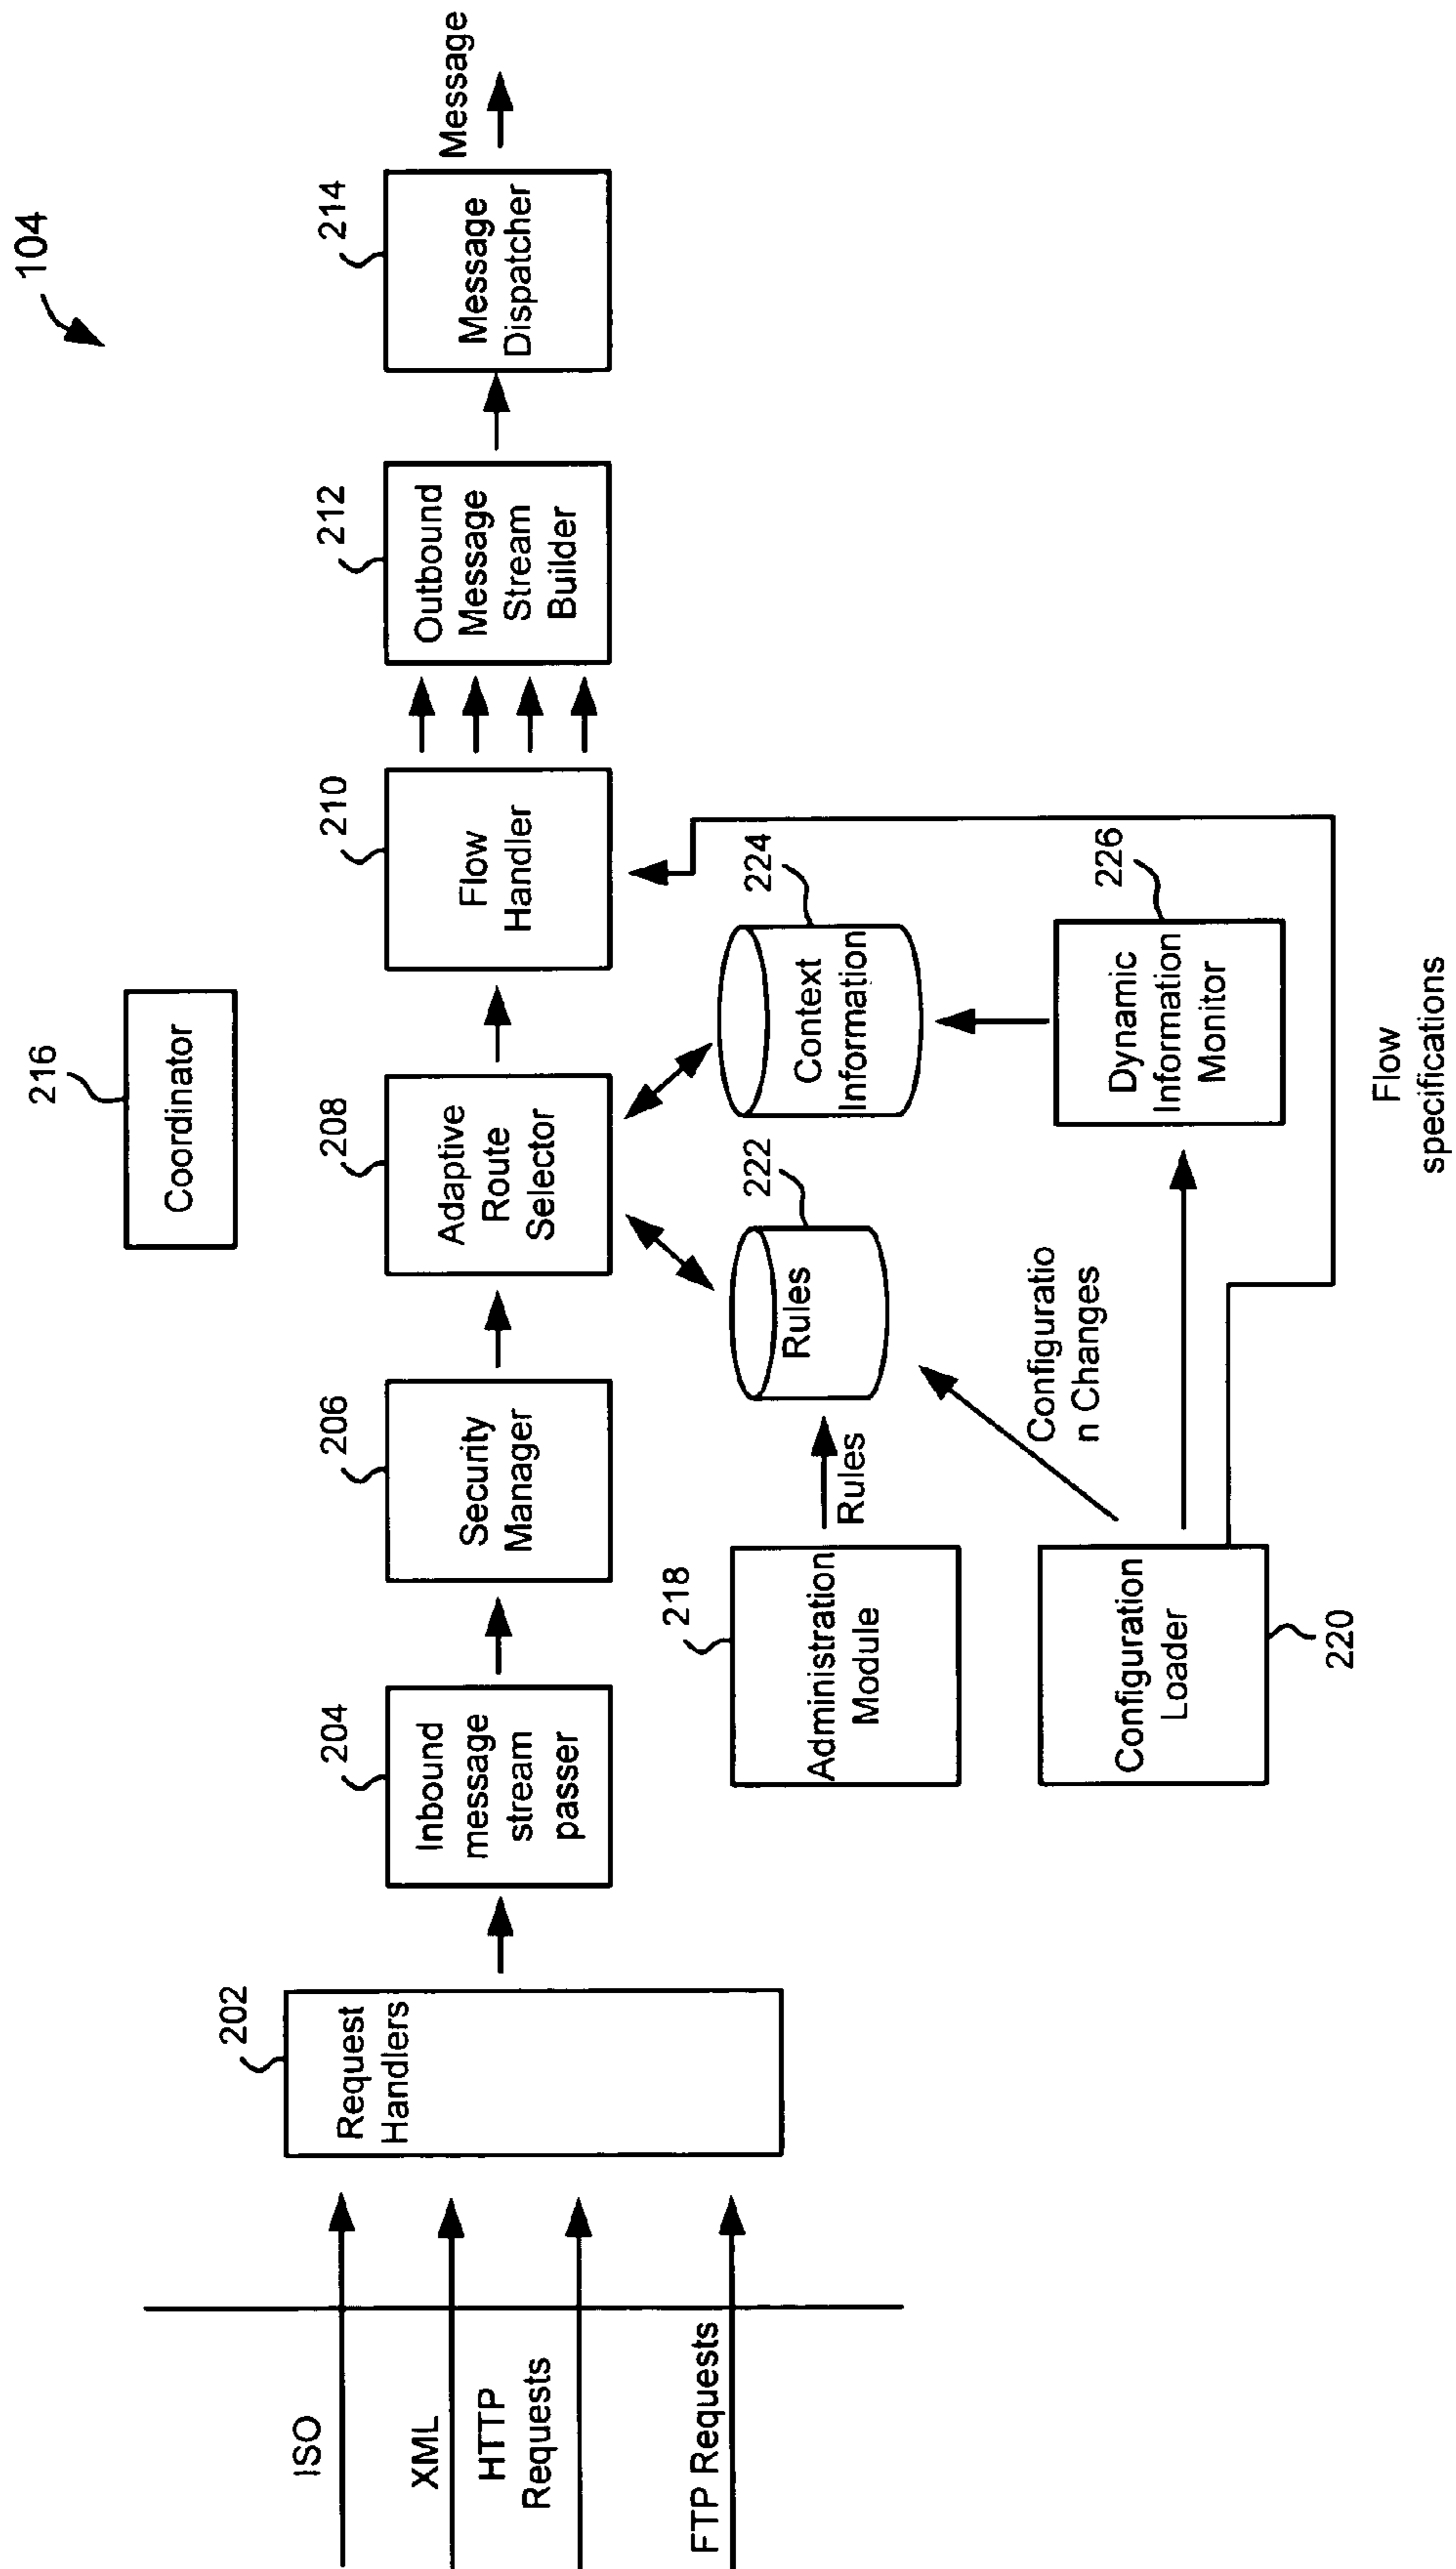 104
216
Coordinator
202
Request
Handlers
204
Inbound
message
stream
passer
206
Security
Manager
208
Adaptive
Route
Selector
210
Flow
Handler
212
Outbound
Message
Stream
Builder
214
Message
Dispatcher
Message
ISO
XML
HTTP
Requests
FTP Requests
218
Administration
Module
Rules
222
Rules
224
Context
Information
Configuratio
n Changes
226
Dynamic
Information
Monitor
Configuration
Loader
220
Flow
specifications